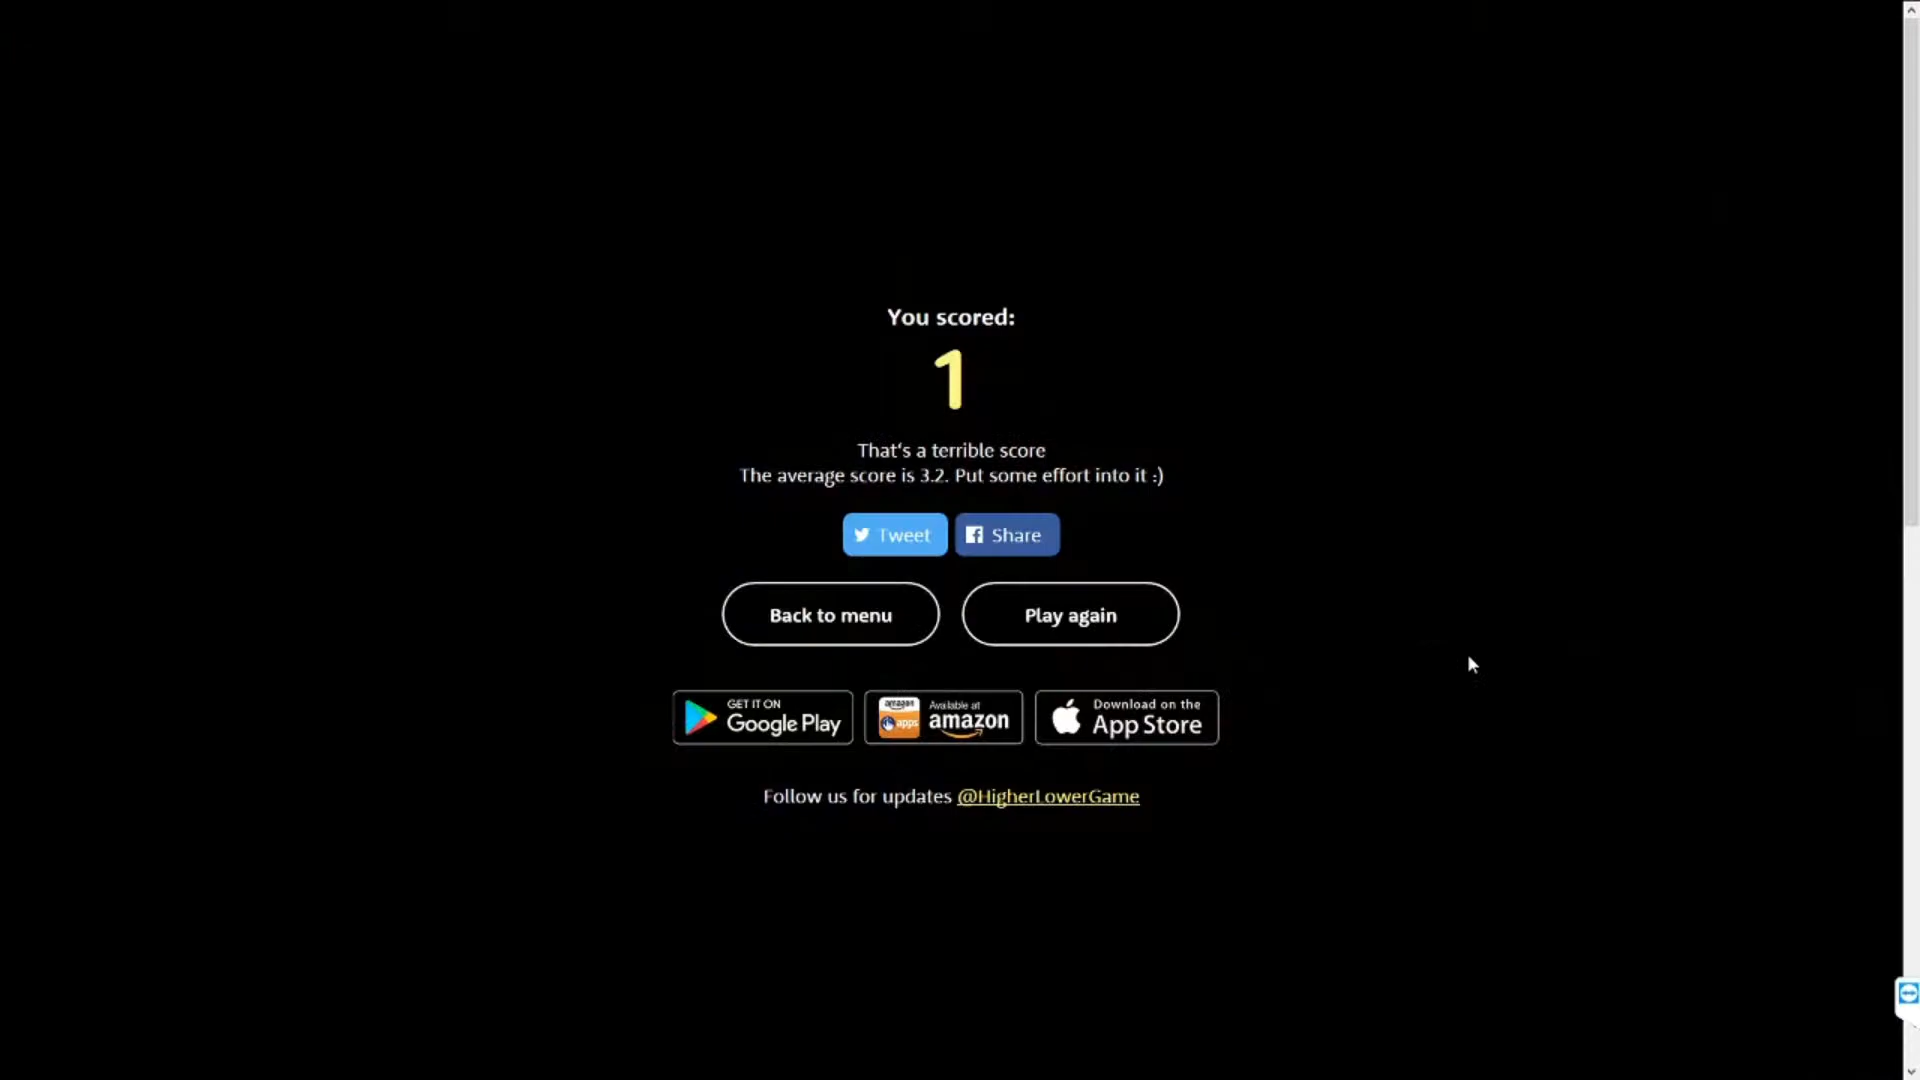 You scored:
1
That's a terrible score
The average score is 3.2. Put some effort into it :)
Tweet
Share
Back to menu
Play again
GET IT ON
Google Play
amazon
apps
Available at
amazon
Download on the
App Store
Follow us for updates @HigherLowerGame